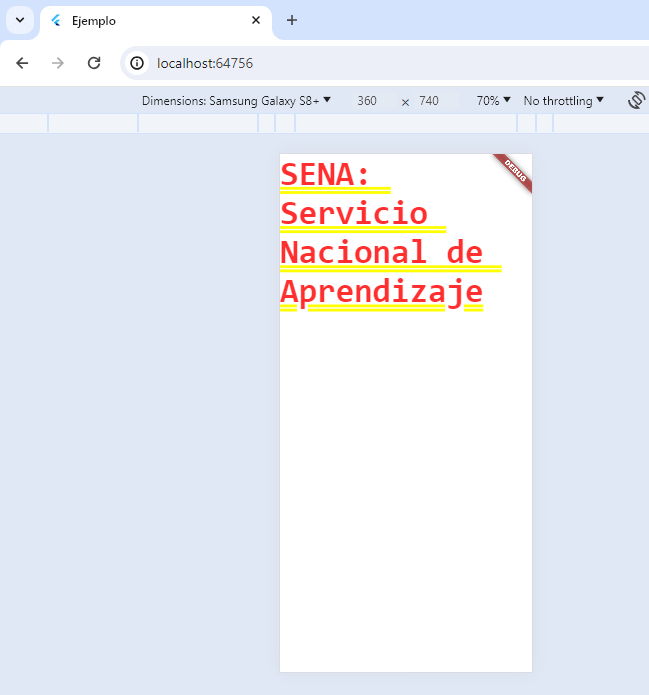 Ejemplo
localhost:64756
Dimensions: Samsung Galaxy S8+ 360 × 740 70% No throttling
DEBUG
SENA:
Servicio
Nacional de
Aprendizaje